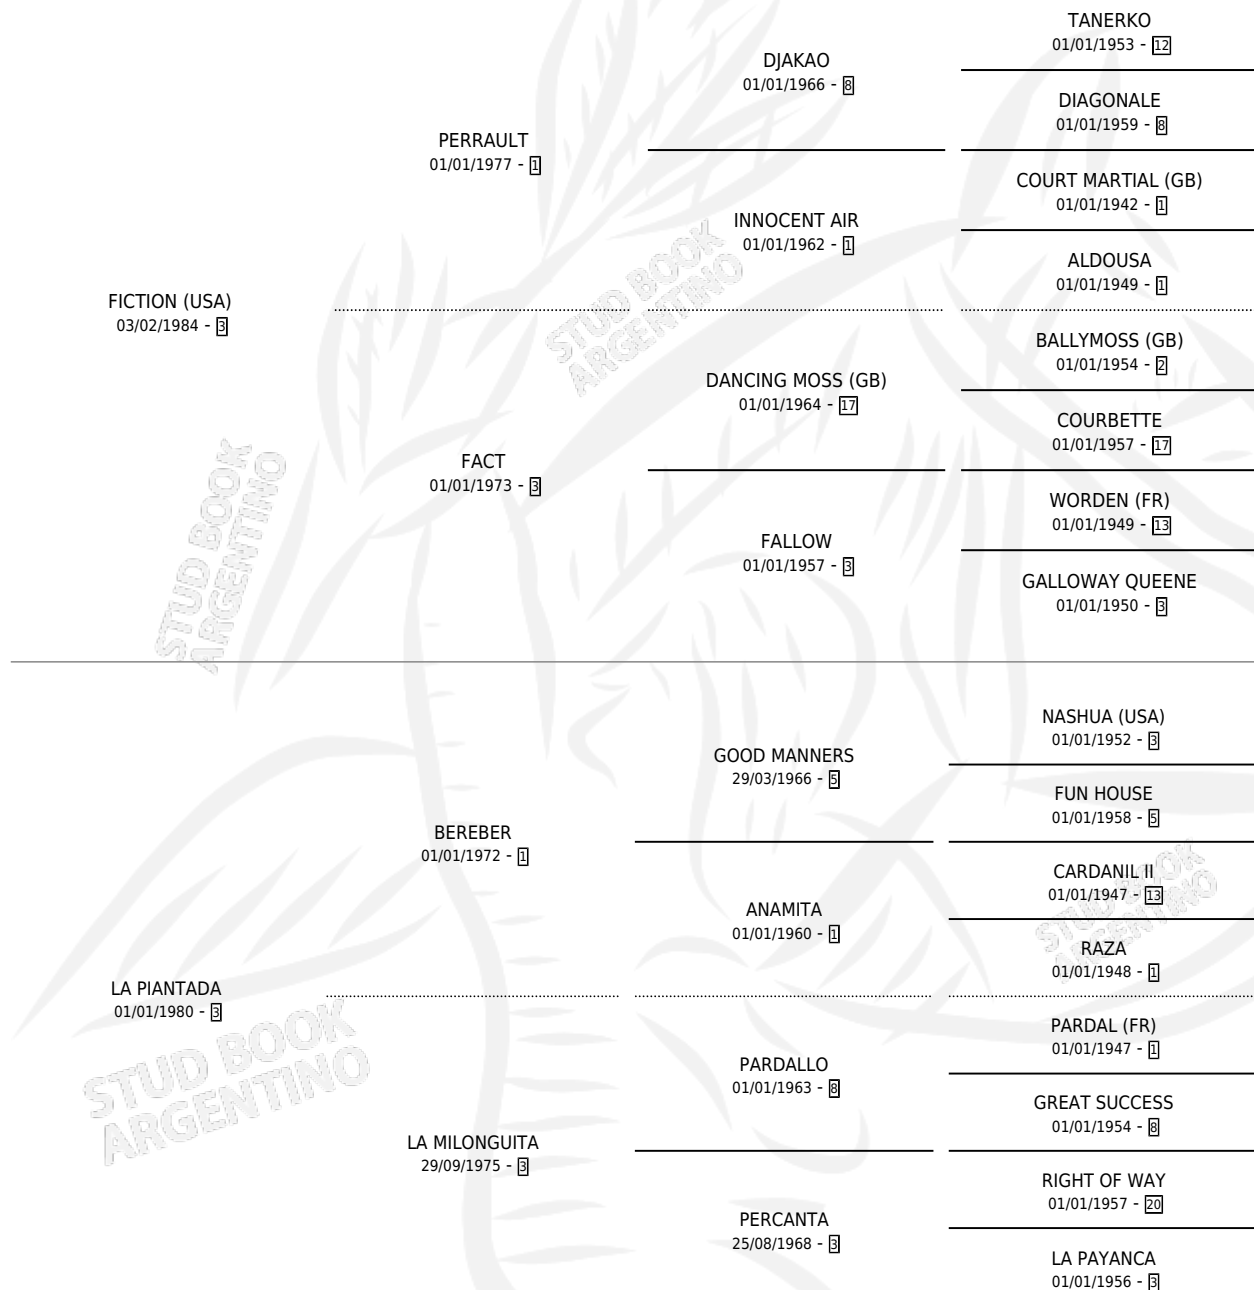 TANERKO
01/01/1953 - 12
DJAKAO
01/01/1966 - 8
DIAGONALE
01/01/1959 - 8
PERRAULT
01/01/1977 - 1
COURT MARTIAL (GB)
01/01/1942 - 1
INNOCENT AIR
01/01/1962 - 1
ALDOUSA
01/01/1949 - 1
FICTION (USA)
03/02/1984 - 3
BALLYMOSS (GB)
01/01/1954 - 2
DANCING MOSS (GB)
01/01/1964 - 17
COURBETTE
01/01/1957 - 17
FACT
01/01/1973 - 3
WORDEN (FR)
01/01/1949 - 13
FALLOW
01/01/1957 - 3
GALLOWAY QUEENE
01/01/1950 - 3
NASHUA (USA)
01/01/1952 - 3
GOOD MANNERS
29/03/1966 - 5
FUN HOUSE
01/01/1958 - 5
BEREBER
01/01/1972 - 1
CARDANIL II
01/01/1947 - 13
ANAMITA
01/01/1960 - 1
RAZA
01/01/1948 - 1
LA PIANTADA
01/01/1980 - 3
PARDAL (FR)
01/01/1947 - 1
PARDALLO
01/01/1963 - 8
GREAT SUCCESS
01/01/1954 - 8
LA MILONGUITA
29/09/1975 - 3
RIGHT OF WAY
01/01/1957 - 20
PERCANTA
25/08/1968 - 3
LA PAYANCA
01/01/1956 - 3
STUD BOOK
ARGENTINO
STUD BOOK
ARGENTINO
STUD BOOK
ARGENTINO
STUD BOOK
ARGENTINO